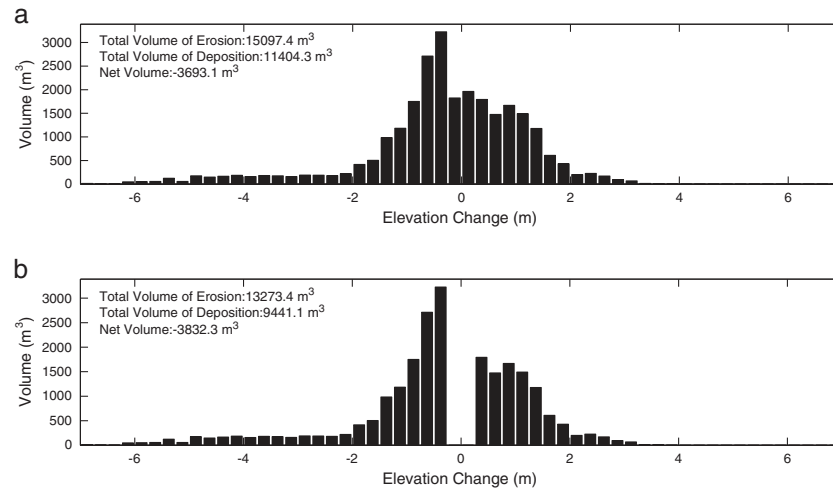 a
Total Volume of Erosion:15097.4 m³
Total Volume of Deposition:11404.3 m³
Net Volume:-3693.1 m³
Volume (m³)
3000
2500
2000
1500
1000
500
0
-6 -4 -2 0 2 4 6
Elevation Change (m)
b
Total Volume of Erosion:13273.4 m³
Total Volume of Deposition:9441.1 m³
Net Volume:-3832.3 m³
Volume (m³)
3000
2500
2000
1500
1000
500
0
-6 -4 -2 0 2 4 6
Elevation Change (m)